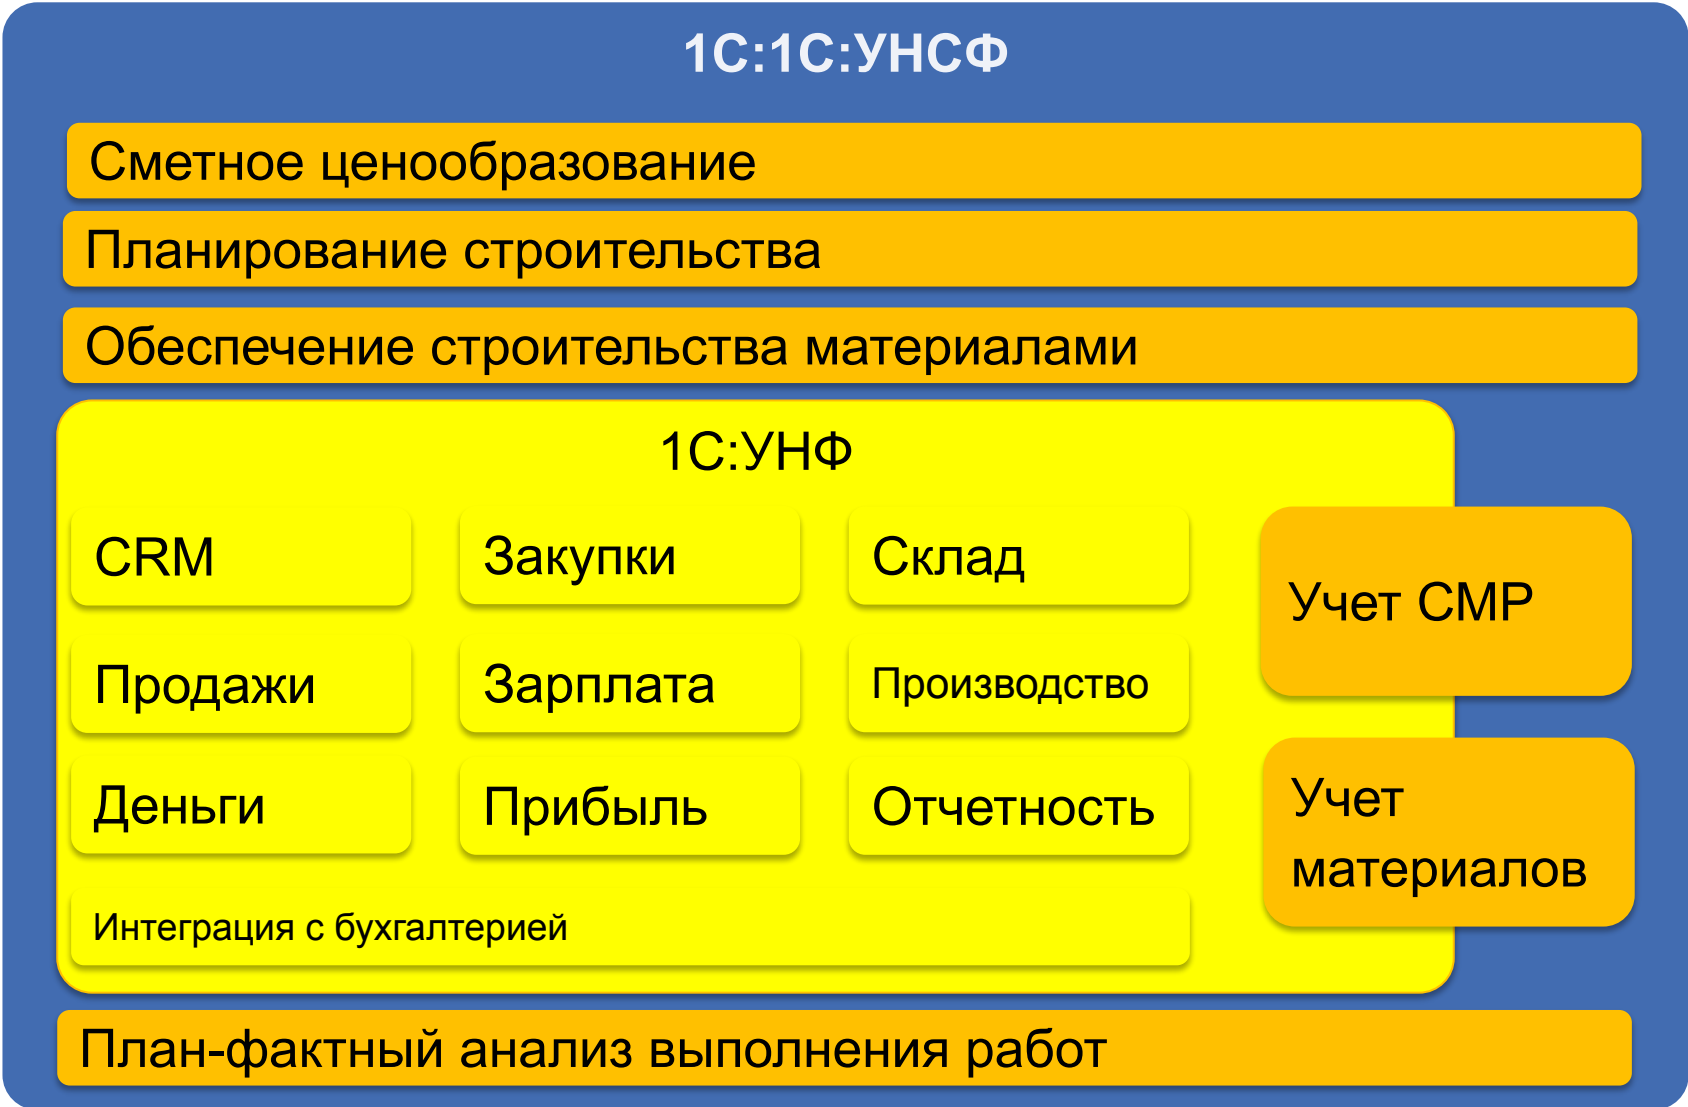 1С:1С:УНСФ
Сметное ценообразование
Планирование строительства
Обеспечение строительства материалами
1С:УНФ
CRM
Закупки
Склад
Учет СМР
Продажи
Зарплата
Производство
Деньги
Прибыль
Отчетность
Учет
материалов
Интеграция с бухгалтерией
План-фактный анализ выполнения работ